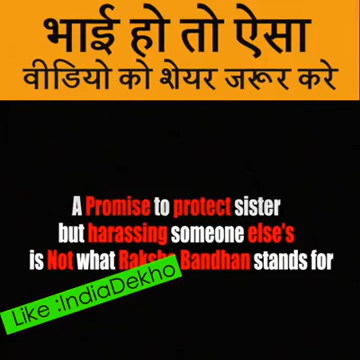 भाई हो तो ऐसा
वीडियो को शेयर जरूर करे
A Promise to protect sister
but harassing someone else's
is Not what Raksha Bandhan stands for
Like :IndiaDekho